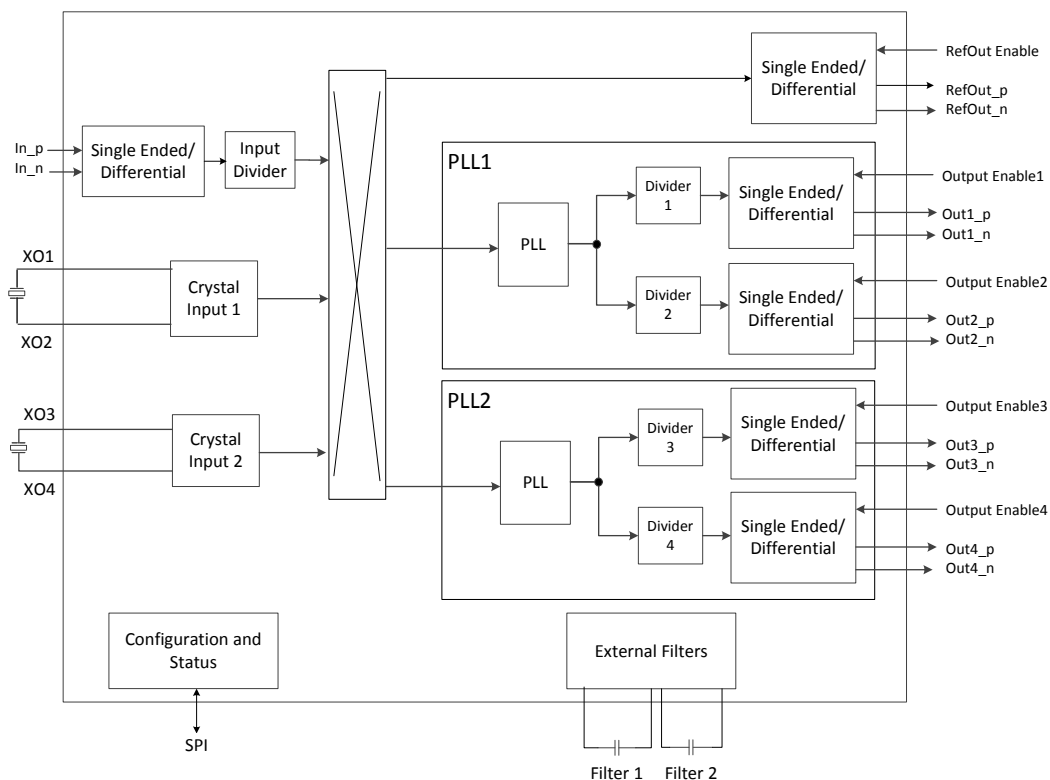 RefOut Enable
Single Ended/
Differential
RefOut_p
RefOut_n
In_p
In_n
Single Ended/
Differential
Input
Divider
PLL1
Divider
1
Single Ended/
Differential
Output Enable1
Out1_p
Out1_n
PLL
XO1
Crystal
Input 1
XO2
Divider
2
Single Ended/
Differential
Output Enable2
Out2_p
Out2_n
PLL2
XO3
Crystal
Input 2
XO4
Divider
3
Single Ended/
Differential
Output Enable3
Out3_p
Out3_n
PLL
Divider
4
Single Ended/
Differential
Output Enable4
Out4_p
Out4_n
Configuration and
Status
SPI
External Filters
Filter 1
Filter 2